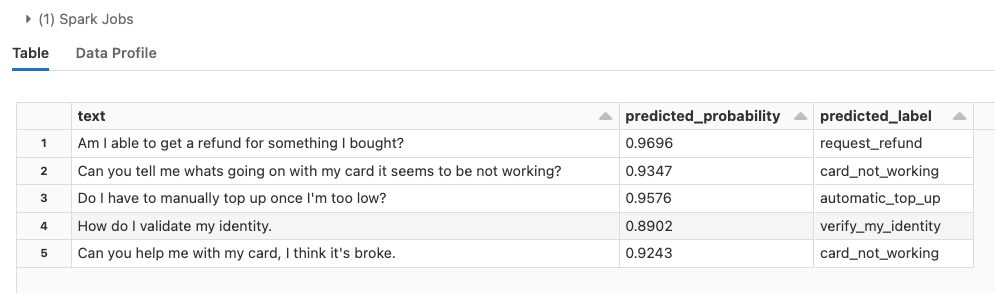 (1) Spark Jobs
Table Data Profile
text predicted_probability predicted_label
1 Am I able to get a refund for something I bought? 0.9696 request_refund
2 Can you tell me whats going on with my card it seems to be not working? 0.9347 card_not_working
3 Do I have to manually top up once I'm too low? 0.9576 automatic_top_up
4 How do I validate my identity. 0.8902 verify_my_identity
5 Can you help me with my card, I think it's broke. 0.9243 card_not_working